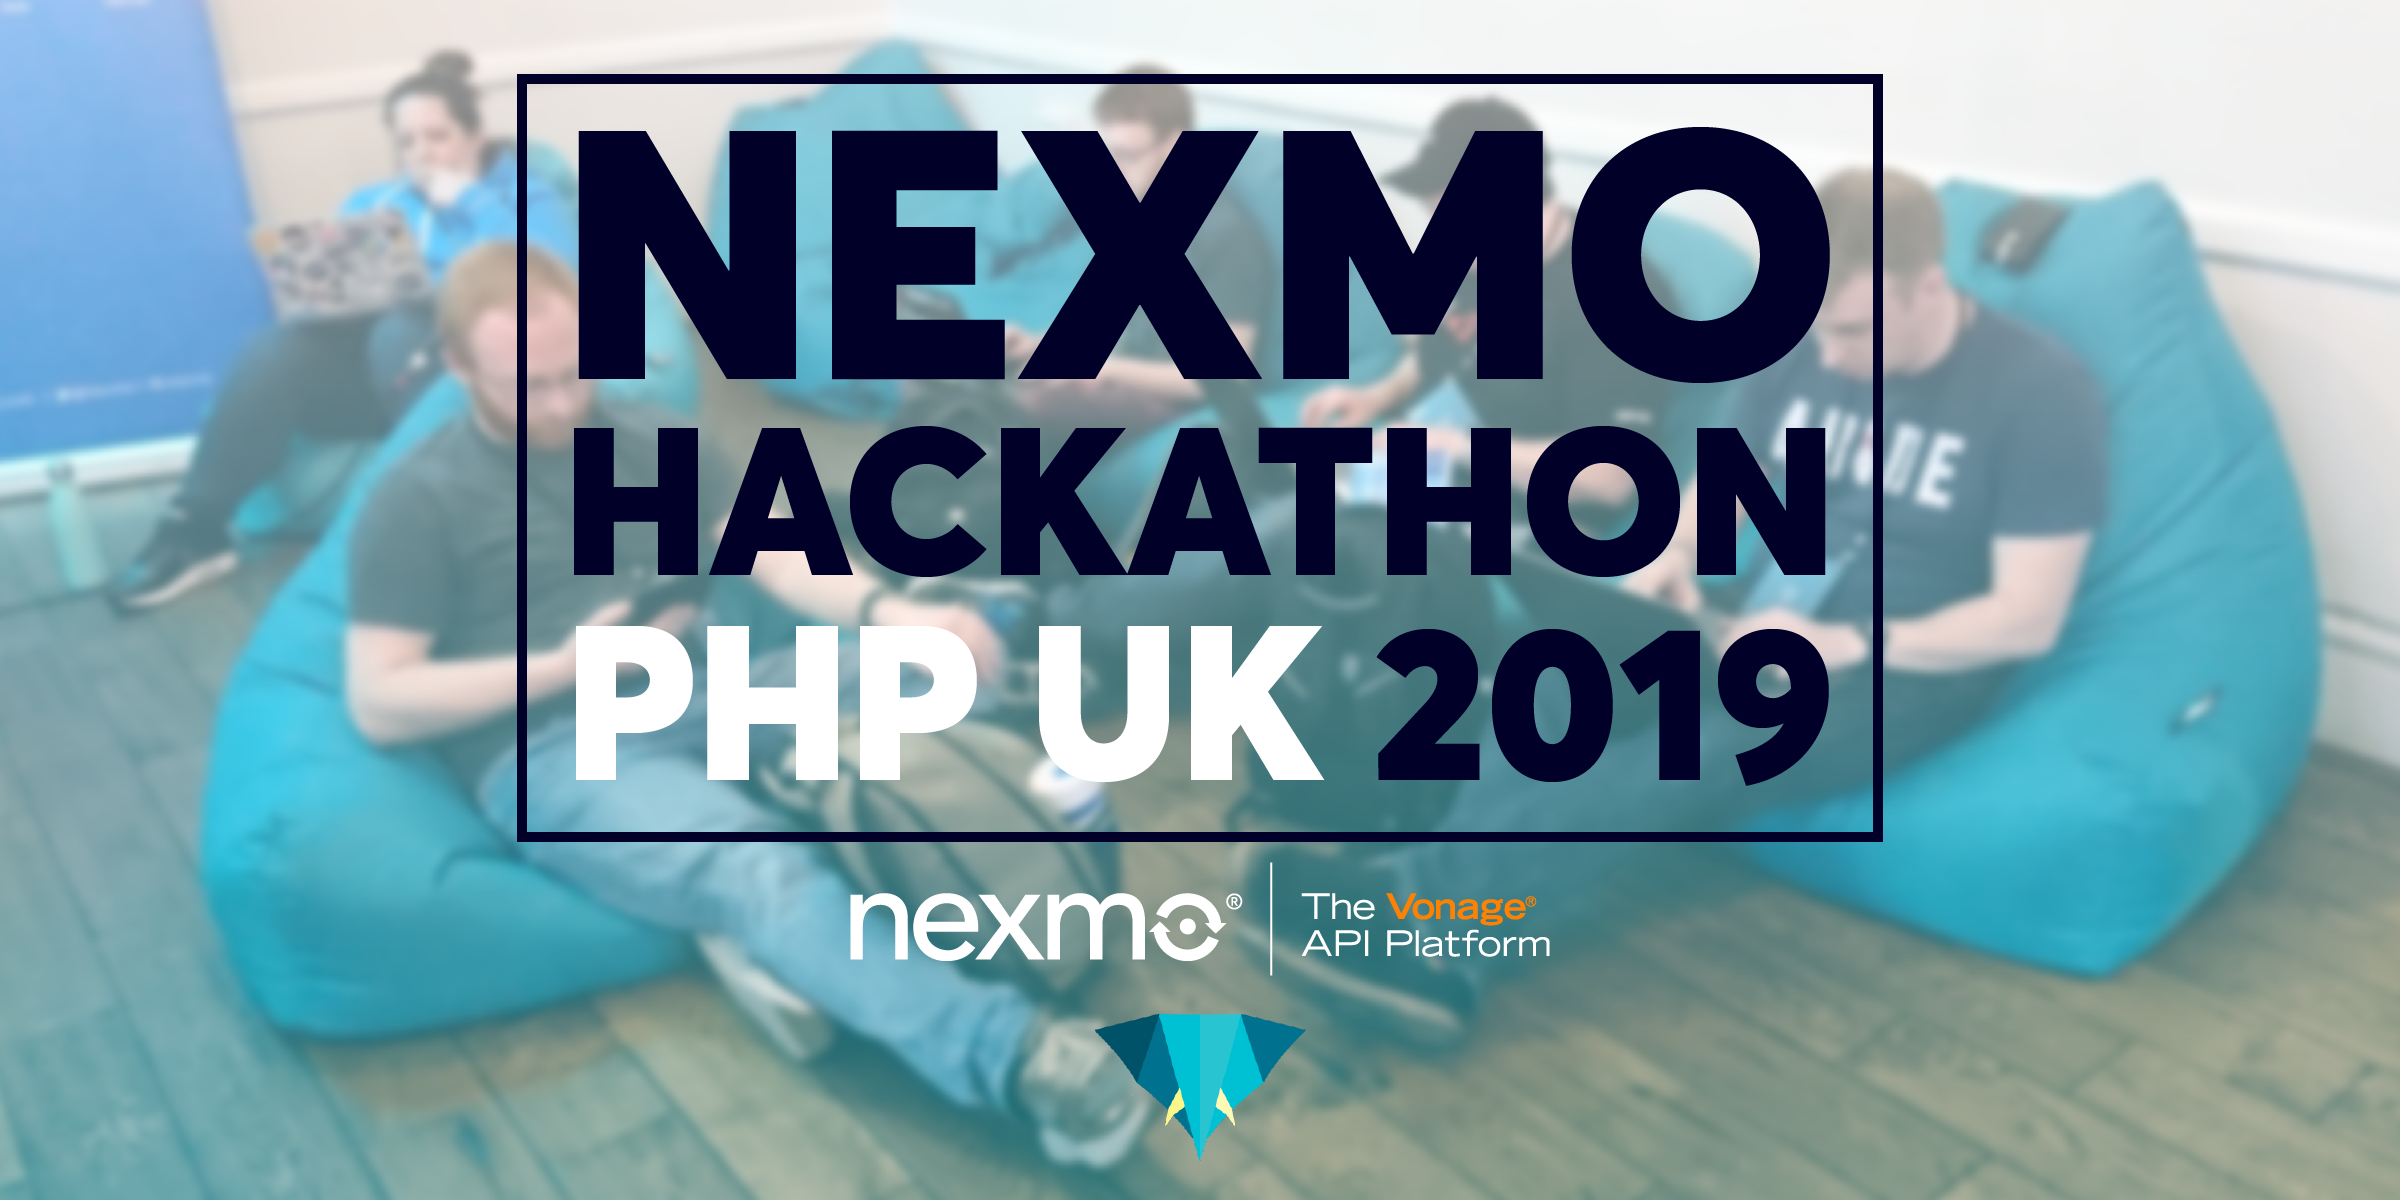 NEXMO
HACKATHON
PHP UK 2019
nexmo®
The Vonage®
API Platform